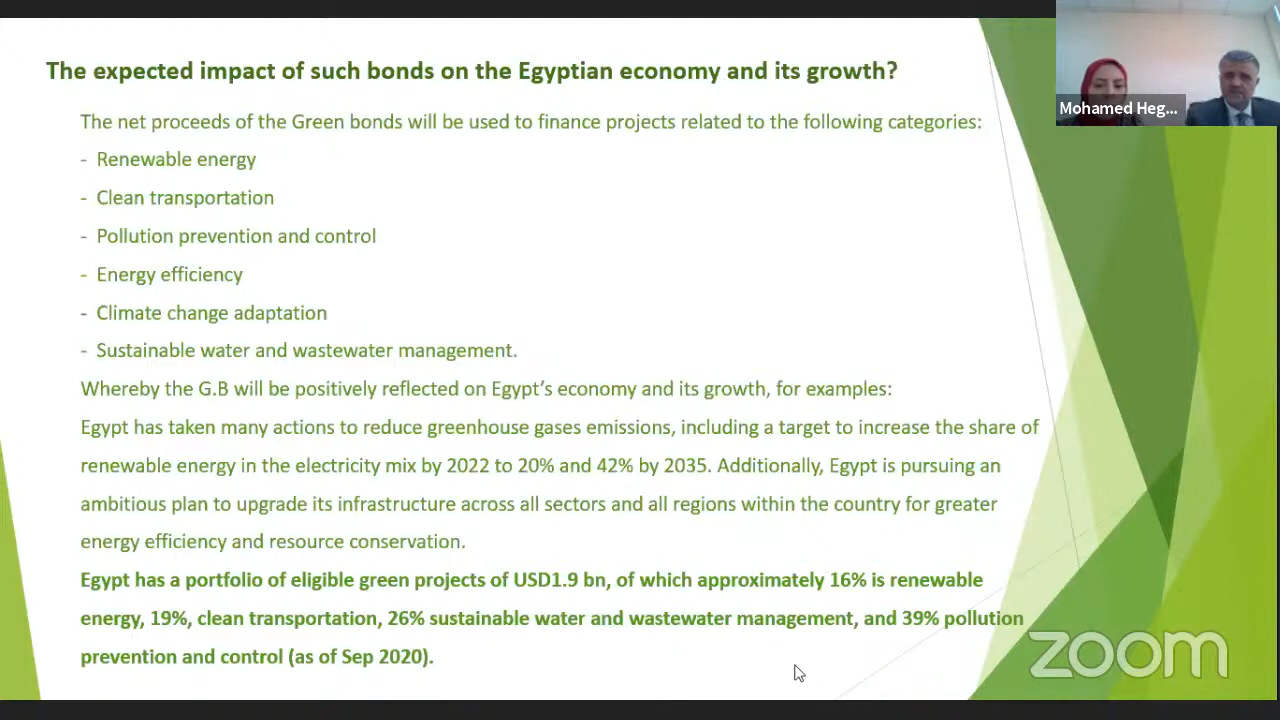 The expected impact of such bonds on the Egyptian economy and its growth?
The net proceeds of the Green bonds will be used to finance projects related to the following categories:
- Renewable energy
- Clean transportation
- Pollution prevention and control
- Energy efficiency
- Climate change adaptation
- Sustainable water and wastewater management.
Whereby the G.B will be positively reflected on Egypt's economy and its growth, for examples:
Egypt has taken many actions to reduce greenhouse gases emissions, including a target to increase the share of
renewable energy in the electricity mix by 2022 to 20% and 42% by 2035. Additionally, Egypt is pursuing an
ambitious plan to upgrade its infrastructure across all sectors and all regions within the country for greater
energy efficiency and resource conservation.
Egypt has a portfolio of eligible green projects of USD1.9 bn, of which approximately 16% is renewable
energy, 19%, clean transportation, 26% sustainable water and wastewater management, and 39% pollution
prevention and control (as of Sep 2020).
Mohamed Heg...
zoom